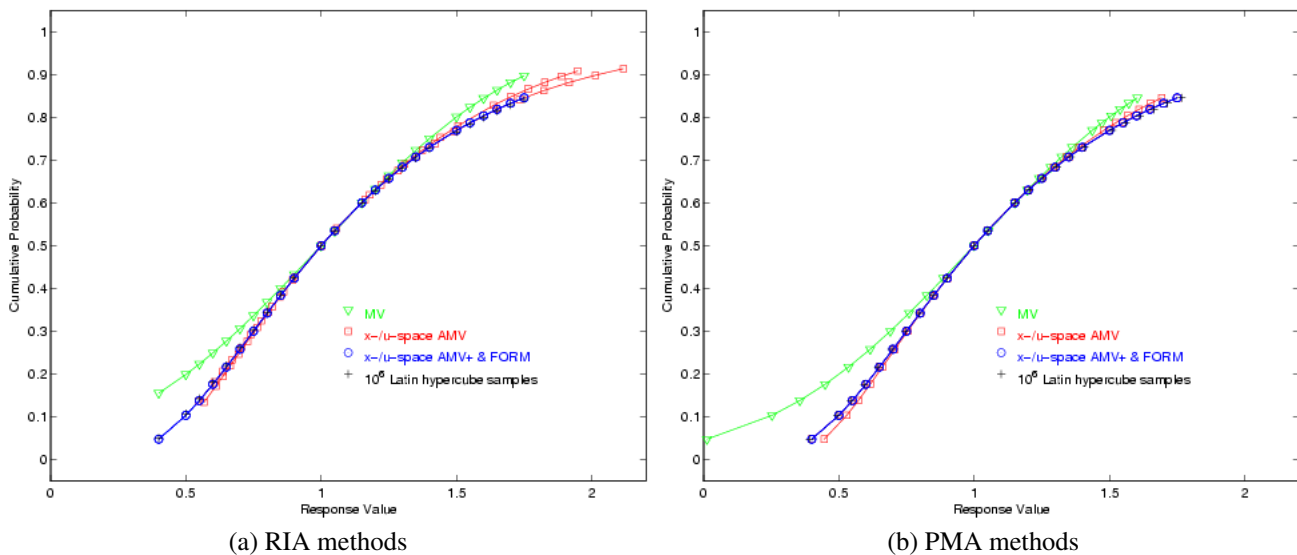 1
0.9
0.8
0.7
0.6
0.5
0.4
0.3
0.2
0.1
0
Cumulative Probability
MV
x-/u-space AMV
x-/u-space AMV+ & FORM
10⁶ Latin hypercube samples
0 0.5 1 1.5 2
Response Value
(a) RIA methods
1
0.9
0.8
0.7
0.6
0.5
0.4
0.3
0.2
0.1
0
Cumulative Probability
MV
x-/u-space AMV
x-/u-space AMV+ & FORM
10⁶ Latin hypercube samples
0 0.5 1 1.5 2
Response Value
(b) PMA methods